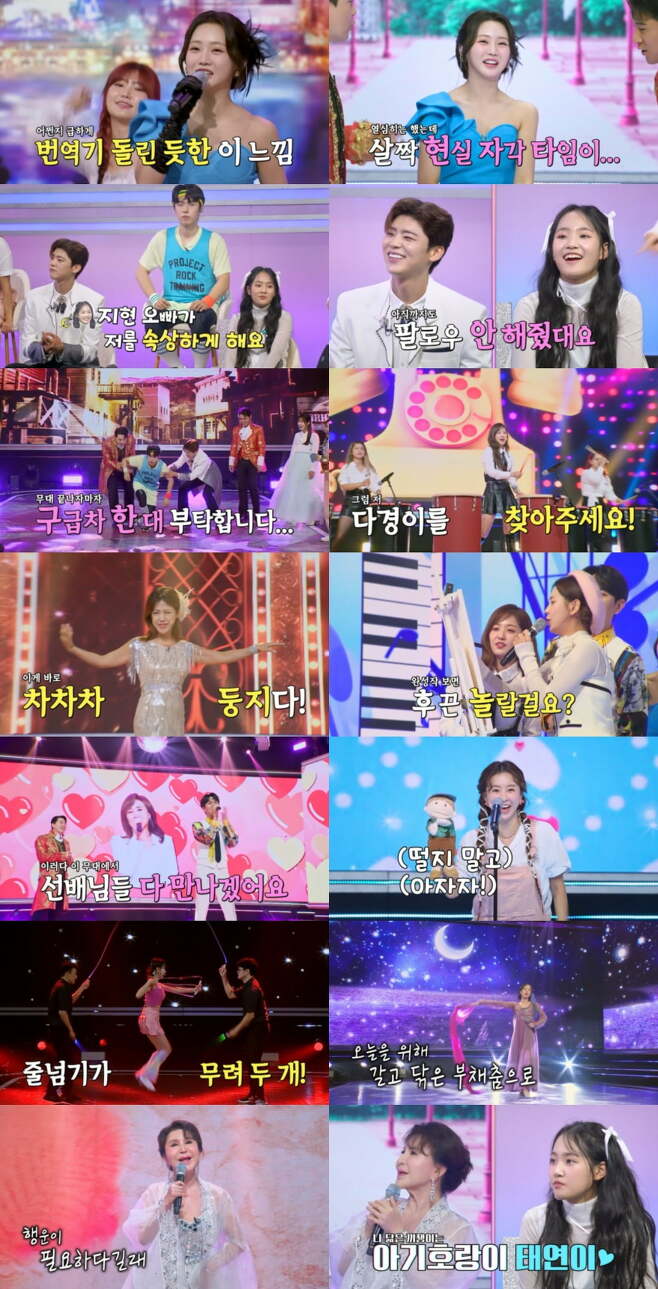 어쩐지 급하게
번역기 돌린 듯한 이 느낌
열심히는 했는데
살짝 현실 자각 타임이...
PROJECT
ROCK
TRAINING
지현 오빠가
저를 속상하게 해요
아직까지도
팔로우 안 해줬대요
무대 끝나자마자
구급차 한 대 부탁합니다...
그럼 저
다경이를 찾아주세요!
이게 바로
차차차 둥지다!
완성작 보면
후끈 놀랄걸요?
이러다 이 무대에서
선배님들 다 만나겠어요
(떨지 말고)
(아자자!)
줄넘기가 무려 두 개!
오늘을 위해
갈고 닦은 부채춤으로
행운이
필요하다길래
아기호랑이 태연이♥